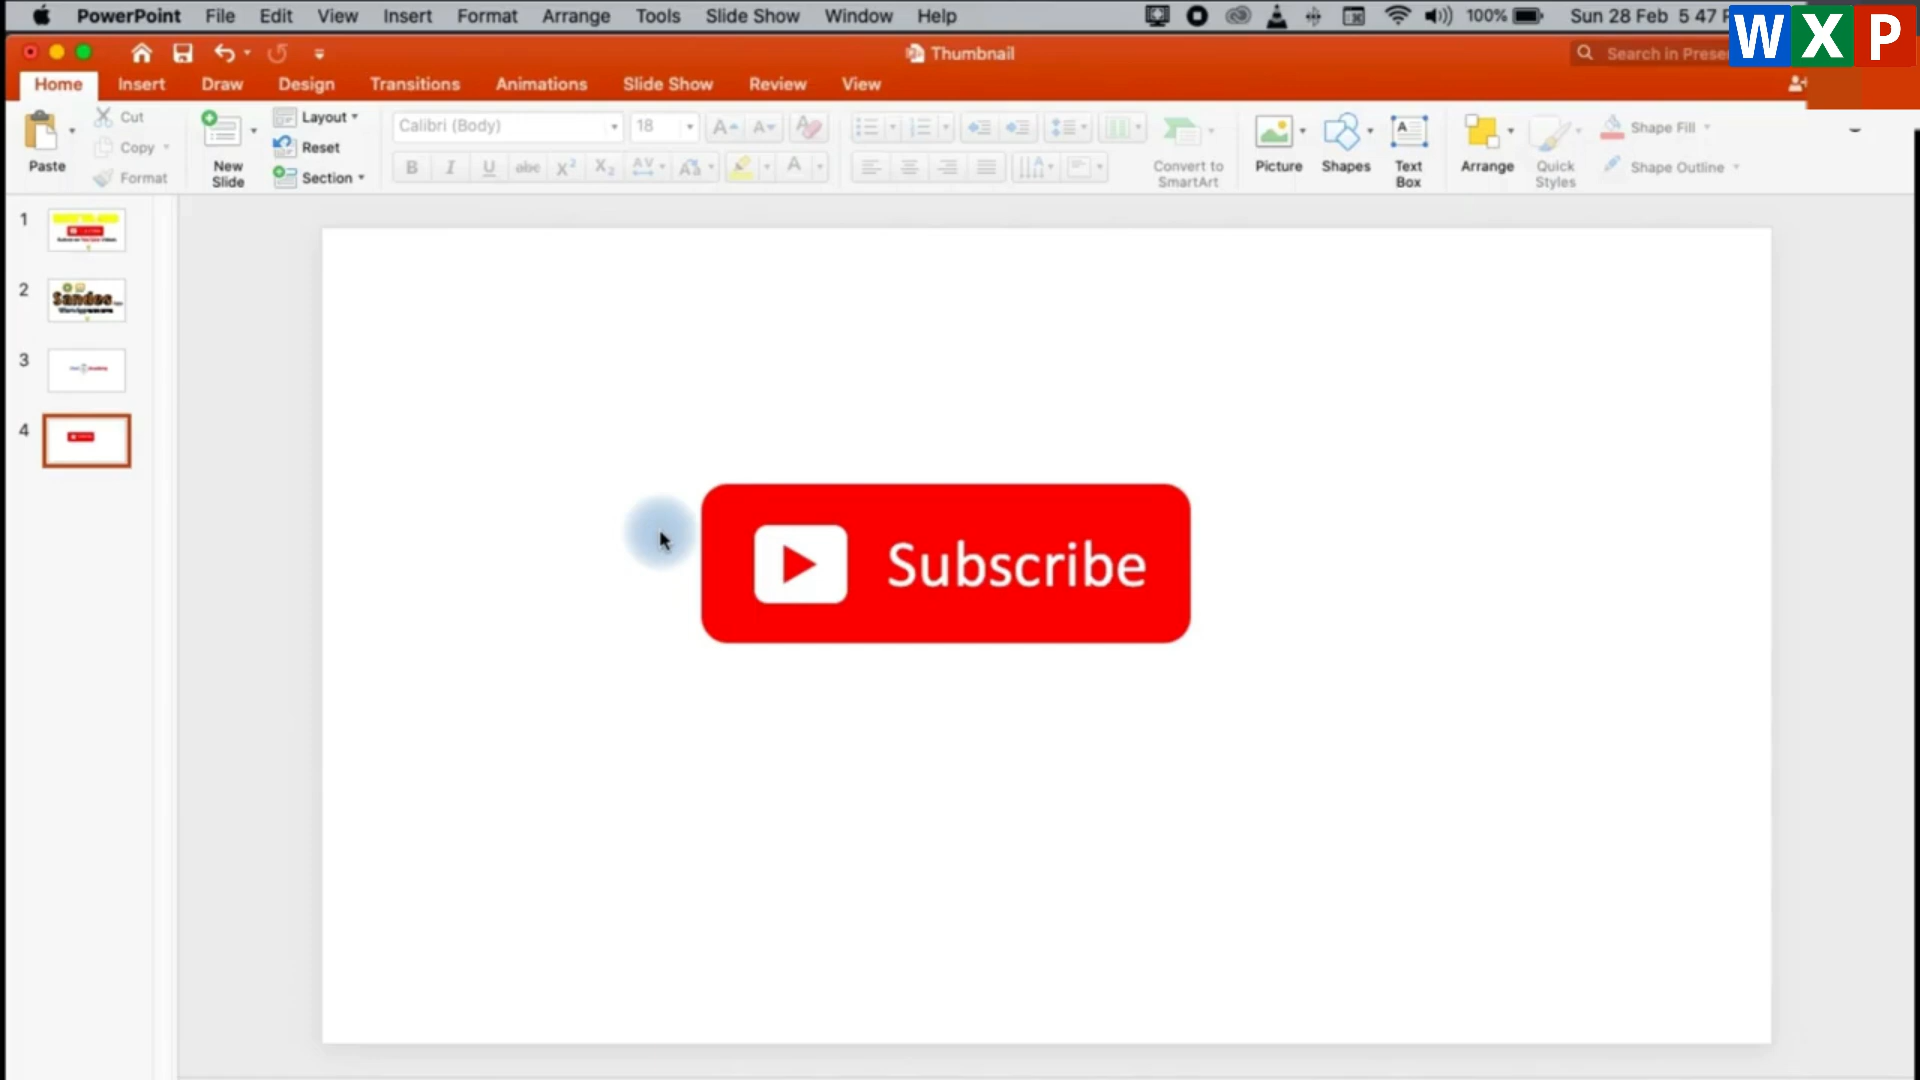 PowerPoint File Edit View Insert Format Arrange Tools Slide Show Window Help 100% Sun 28 Feb 5 47
W X P
Thumbnail
Search in Prese
Home Insert Draw Design Transitions Animations Slide Show Review View
Paste
Cut
Copy
Format
New
Slide
Layout
Reset
Section
Calibri (Body) 18
Convert to
SmartArt
Picture
Shapes
Text
Box
Arrange
Quick
Styles
Shape Fill
Shape Outline
1
2
Sandes
3
4
Subscribe